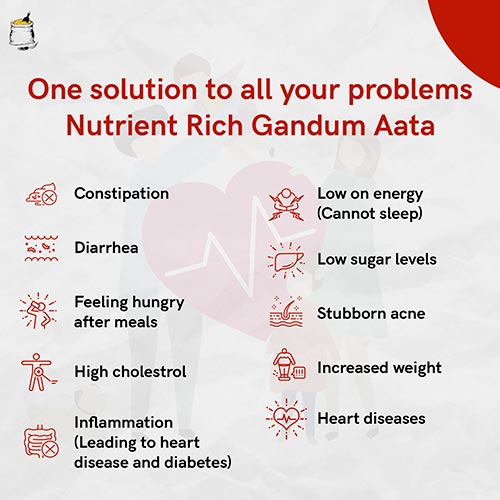 One solution to all your problems
Nutrient Rich Gandum Aata
Constipation
Diarrhea
Feeling hungry
after meals
High cholestrol
Inflammation
(Leading to heart
disease and diabetes)
Low on energy
(Cannot sleep)
Low sugar levels
Stubborn acne
Increased weight
Heart diseases